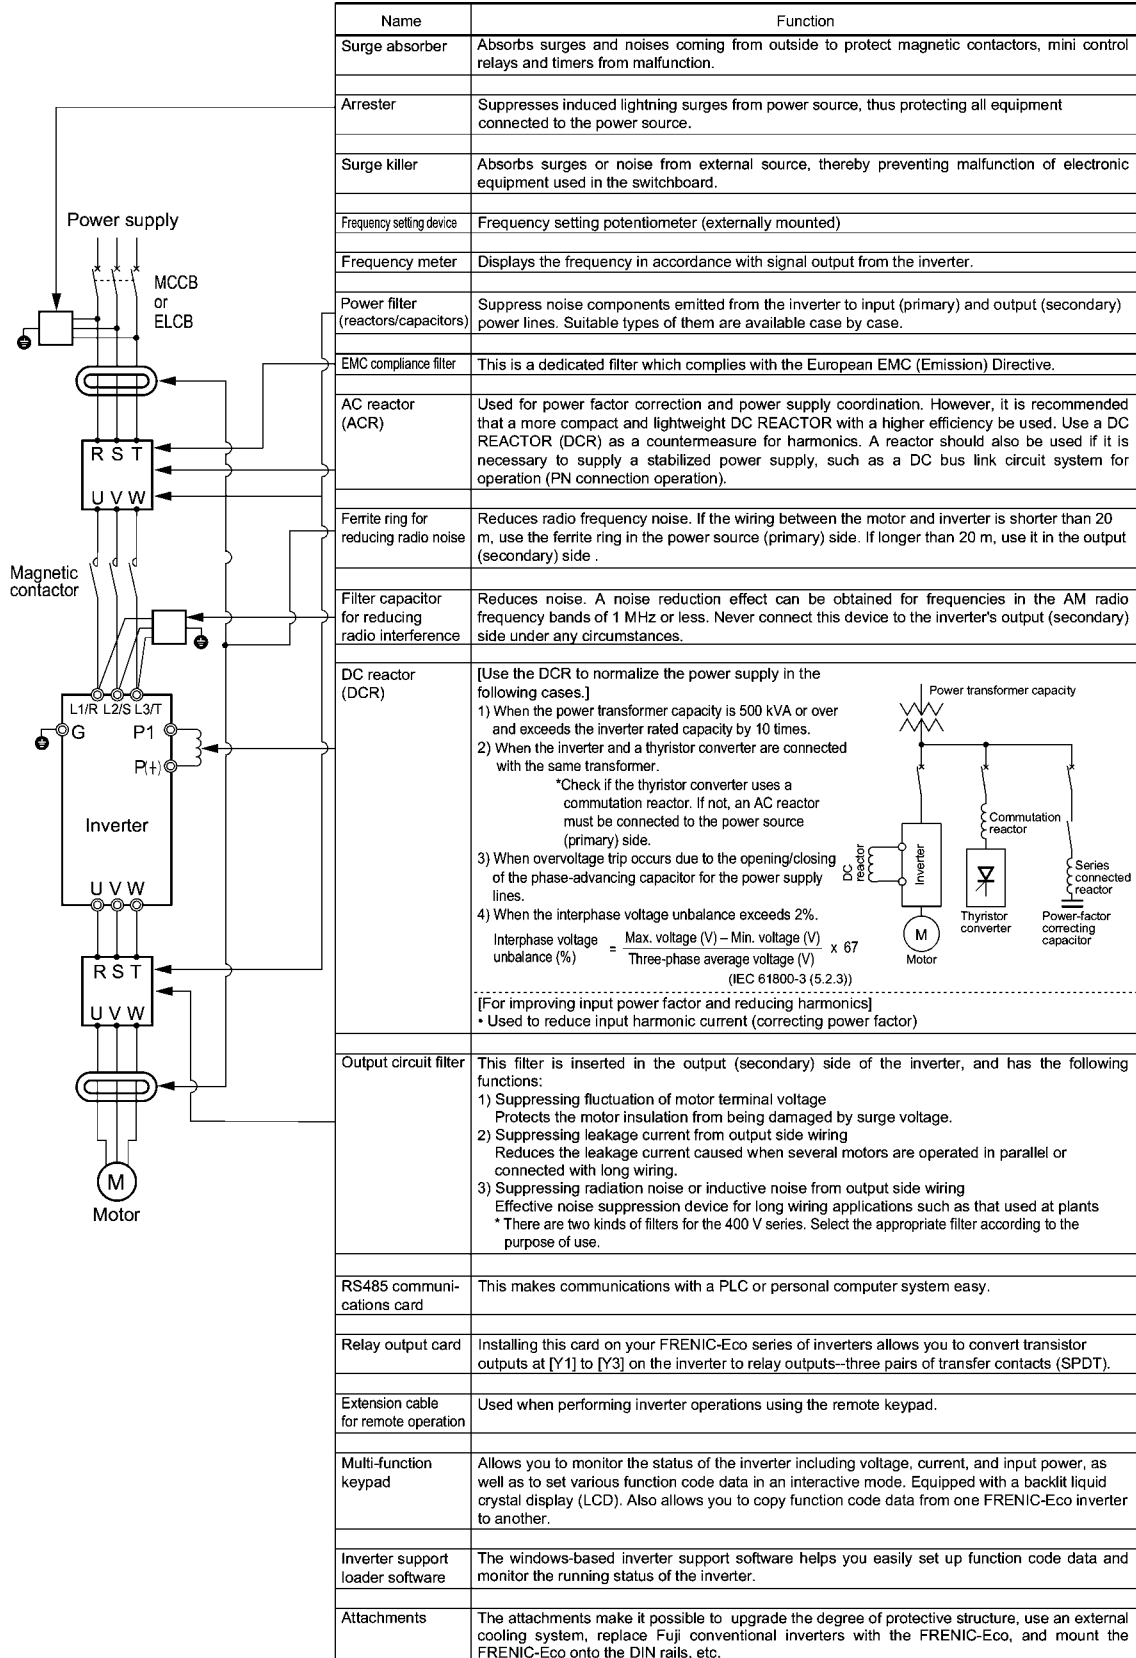 Name
Function
Surge absorber
Absorbs surges and noises coming from outside to protect magnetic contactors, mini control
relays and timers from malfunction.
Arrester
Suppresses induced lightning surges from power source, thus protecting all equipment
connected to the power source.
Surge killer
Absorbs surges or noise from external source, thereby preventing malfunction of electronic
equipment used in the switchboard.
Frequency setting device
Frequency setting potentiometer (externally mounted)
Frequency meter
Displays the frequency in accordance with signal output from the inverter.
Power filter
(reactors/capacitors)
Suppress noise components emitted from the inverter to input (primary) and output (secondary)
power lines. Suitable types of them are available case by case.
EMC compliance filter
This is a dedicated filter which complies with the European EMC (Emission) Directive.
AC reactor
(ACR)
Used for power factor correction and power supply coordination. However, it is recommended
that a more compact and lightweight DC REACTOR with a higher efficiency be used. Use a DC
REACTOR (DCR) as a countermeasure for harmonics. A reactor should also be used if it is
necessary to supply a stabilized power supply, such as a DC bus link circuit system for
operation (PN connection operation).
Ferrite ring for
reducing radio noise
Reduces radio frequency noise. If the wiring between the motor and inverter is shorter than 20
m, use the ferrite ring in the power source (primary) side. If longer than 20 m, use it in the output
(secondary) side .
Filter capacitor
for reducing
radio interference
Reduces noise. A noise reduction effect can be obtained for frequencies in the AM radio
frequency bands of 1 MHz or less. Never connect this device to the inverter's output (secondary)
side under any circumstances.
DC reactor
(DCR)
[Use the DCR to normalize the power supply in the
following cases.]
1) When the power transformer capacity is 500 kVA or over
and exceeds the inverter rated capacity by 10 times.
2) When the inverter and a thyristor converter are connected
with the same transformer.
*Check if the thyristor converter uses a
commutation reactor. If not, an AC reactor
must be connected to the power source
(primary) side.
3) When overvoltage trip occurs due to the opening/closing
of the phase-advancing capacitor for the power supply
lines.
4) When the interphase voltage unbalance exceeds 2%.
Interphase voltage
unbalance (%)
=
Max. voltage (V) – Min. voltage (V)
Three-phase average voltage (V)
x 67
(IEC 61800-3 (5.2.3))
Power transformer capacity
Commutation
reactor
DC
reactor
Inverter
Series
connected
reactor
Thyristor
converter
Power-factor
correcting
capacitor
M
Motor
[For improving input power factor and reducing harmonics]
• Used to reduce input harmonic current (correcting power factor)
Output circuit filter
This filter is inserted in the output (secondary) side of the inverter, and has the following
functions:
1) Suppressing fluctuation of motor terminal voltage
Protects the motor insulation from being damaged by surge voltage.
2) Suppressing leakage current from output side wiring
Reduces the leakage current caused when several motors are operated in parallel or
connected with long wiring.
3) Suppressing radiation noise or inductive noise from output side wiring
Effective noise suppression device for long wiring applications such as that used at plants
* There are two kinds of filters for the 400 V series. Select the appropriate filter according to the
purpose of use.
RS485 communi-
cations card
This makes communications with a PLC or personal computer system easy.
Relay output card
Installing this card on your FRENIC-Eco series of inverters allows you to convert transistor
outputs at [Y1] to [Y3] on the inverter to relay outputs--three pairs of transfer contacts (SPDT).
Extension cable
for remote operation
Used when performing inverter operations using the remote keypad.
Multi-function
keypad
Allows you to monitor the status of the inverter including voltage, current, and input power, as
well as to set various function code data in an interactive mode. Equipped with a backlit liquid
crystal display (LCD). Also allows you to copy function code data from one FRENIC-Eco inverter
to another.
Inverter support
loader software
The windows-based inverter support software helps you easily set up function code data and
monitor the running status of the inverter.
Attachments
The attachments make it possible to upgrade the degree of protective structure, use an external
cooling system, replace Fuji conventional inverters with the FRENIC-Eco, and mount the
FRENIC-Eco onto the DIN rails, etc.
Power supply
MCCB
or
ELCB
R S T
U V W
Magnetic
contactor
L1/R L2/S L3/T
G
P1
P(+)
Inverter
U V W
R S T
U V W
M
Motor